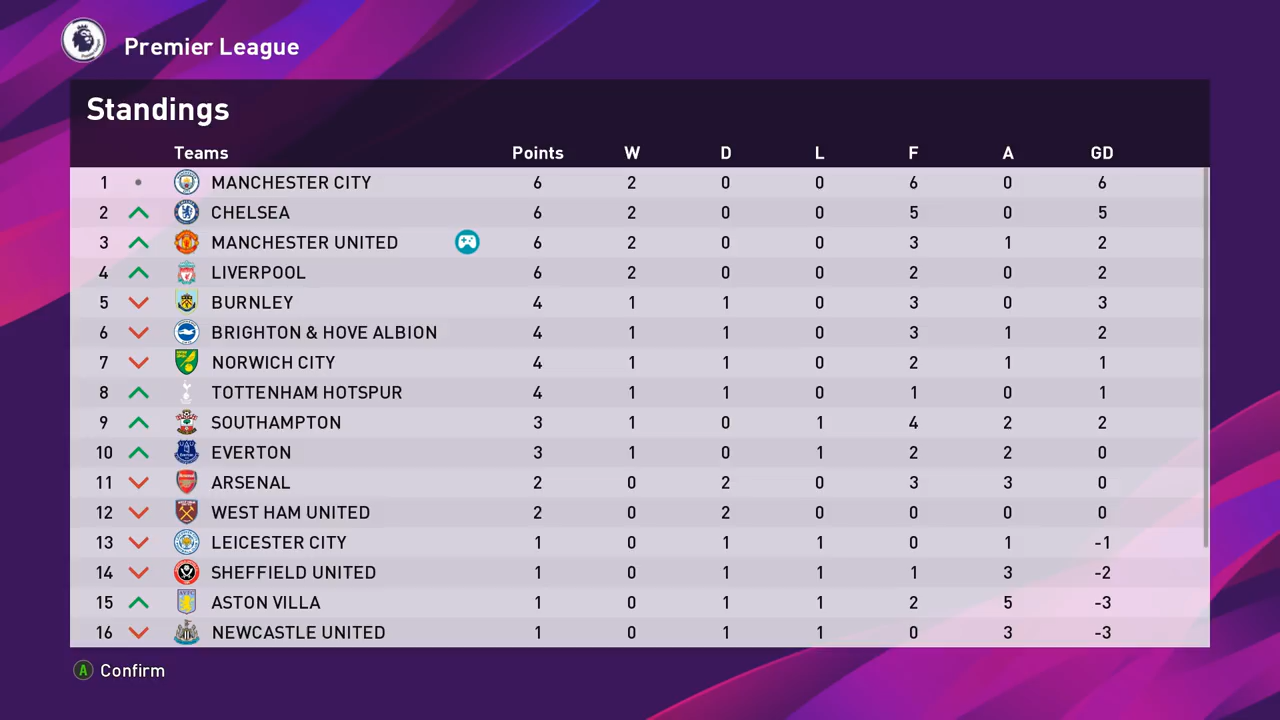 Premier League
Standings
Teams Points W D L F A GD
1 MANCHESTER CITY 6 2 0 0 6 0 6
2 CHELSEA 6 2 0 0 5 0 5
3 MANCHESTER UNITED 6 2 0 0 3 1 2
4 LIVERPOOL 6 2 0 0 2 0 2
5 BURNLEY 4 1 1 0 3 0 3
6 BRIGHTON & HOVE ALBION 4 1 1 0 3 1 2
7 NORWICH CITY 4 1 1 0 2 1 1
8 TOTTENHAM HOTSPUR 4 1 1 0 1 0 1
9 SOUTHAMPTON 3 1 0 1 4 2 2
10 EVERTON 3 1 0 1 2 2 0
11 ARSENAL 2 0 2 0 3 3 0
12 WEST HAM UNITED 2 0 2 0 0 0 0
13 LEICESTER CITY 1 0 1 1 0 1 -1
14 SHEFFIELD UNITED 1 0 1 1 1 3 -2
15 ASTON VILLA 1 0 1 1 2 5 -3
16 NEWCASTLE UNITED 1 0 1 1 0 3 -3
A Confirm